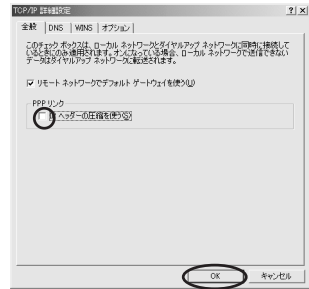 TCP/IP 詳細設定
? ×
全般 DNS WINS オプション
このチェック ボックスは、ローカル ネットワークとダイヤルアップ ネットワークに同時に接続して
いるときにのみ適用されます。オンになっている場合、ローカル ネットワークで送信できない
データはダイヤルアップ ネットワークに転送されます。
リモート ネットワークでデフォルト ゲートウェイを使う(U)
PPP リンク
IP ヘッダーの圧縮を使う(S)
OK キャンセル